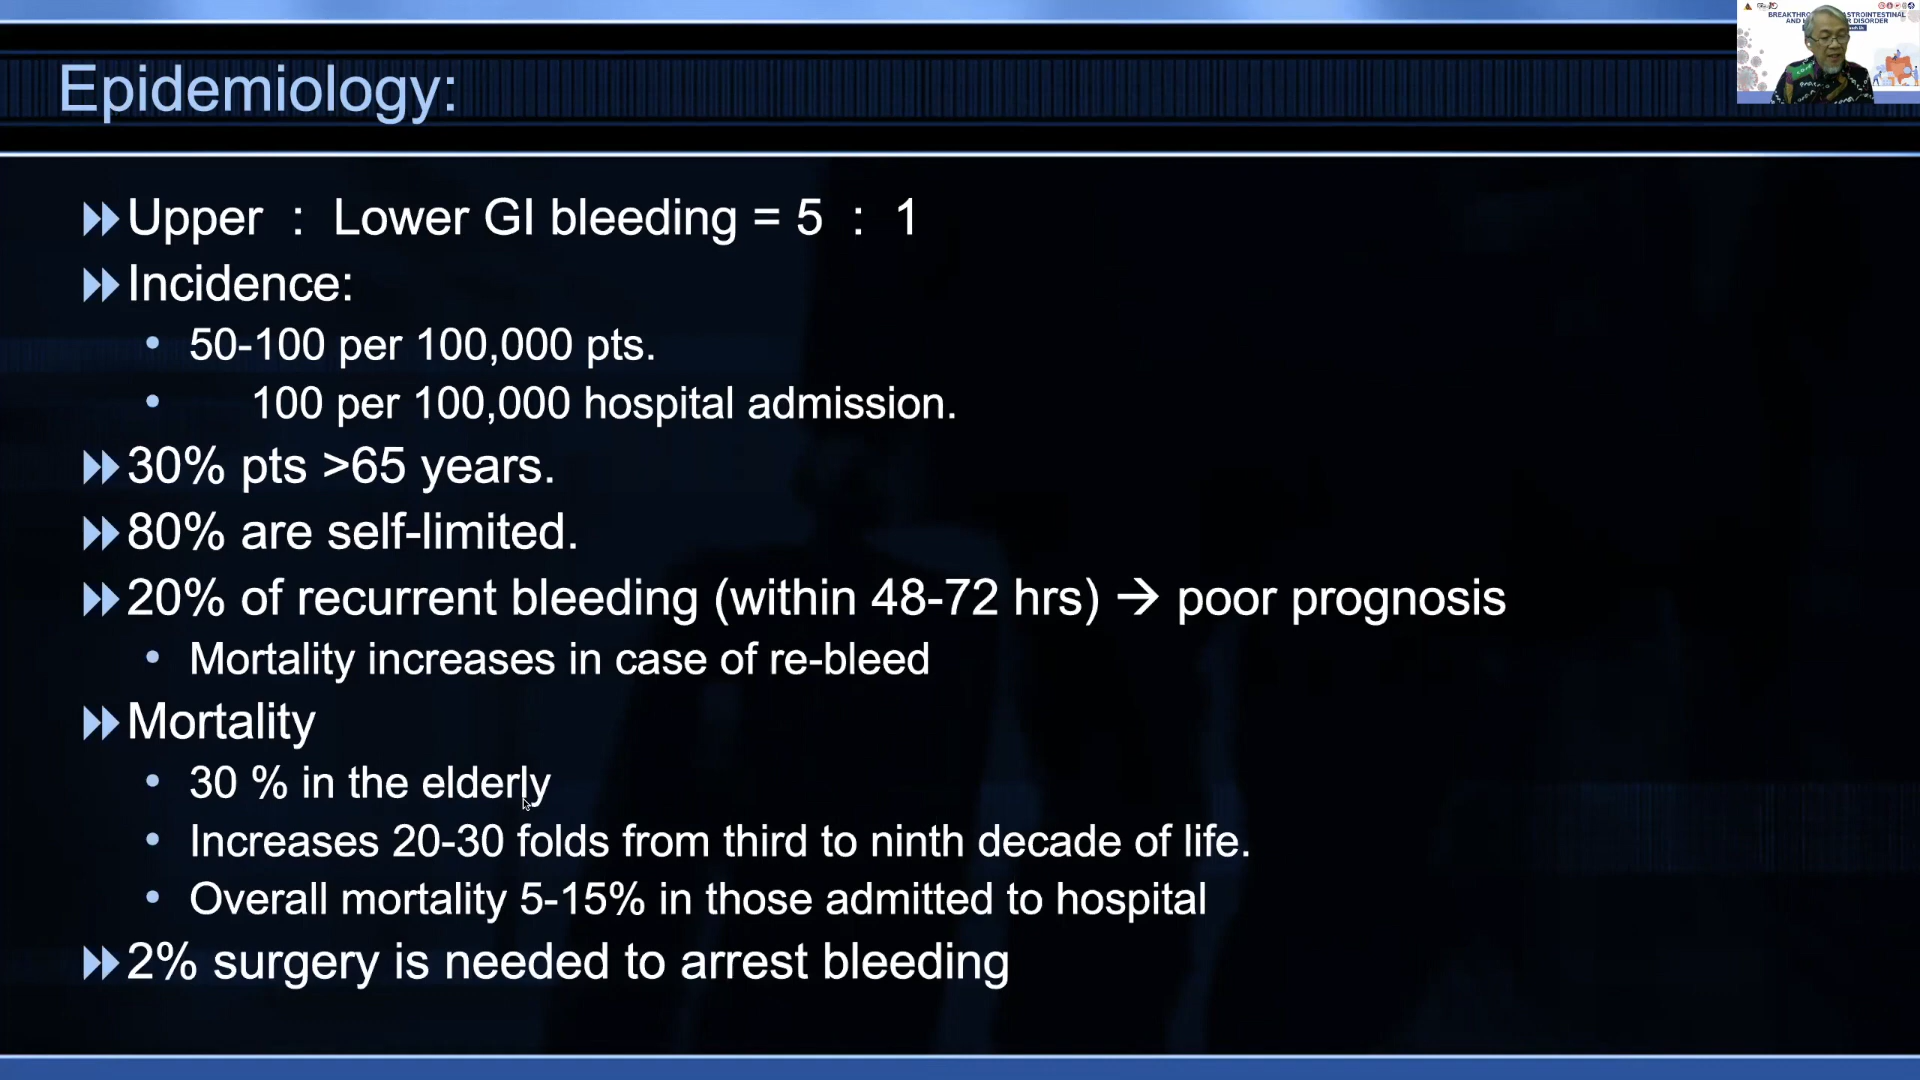 BREAKTHRO
ASTROINTESTINAL
AND
R DISORDER
Epidemiology:
Upper : Lower GI bleeding = 5 : 1
Incidence:
• 50-100 per 100,000 pts.
• 100 per 100,000 hospital admission.
30% pts >65 years.
80% are self-limited.
20% of recurrent bleeding (within 48-72 hrs) → poor prognosis
• Mortality increases in case of re-bleed
Mortality
• 30 % in the elderly
• Increases 20-30 folds from third to ninth decade of life.
• Overall mortality 5-15% in those admitted to hospital
2% surgery is needed to arrest bleeding